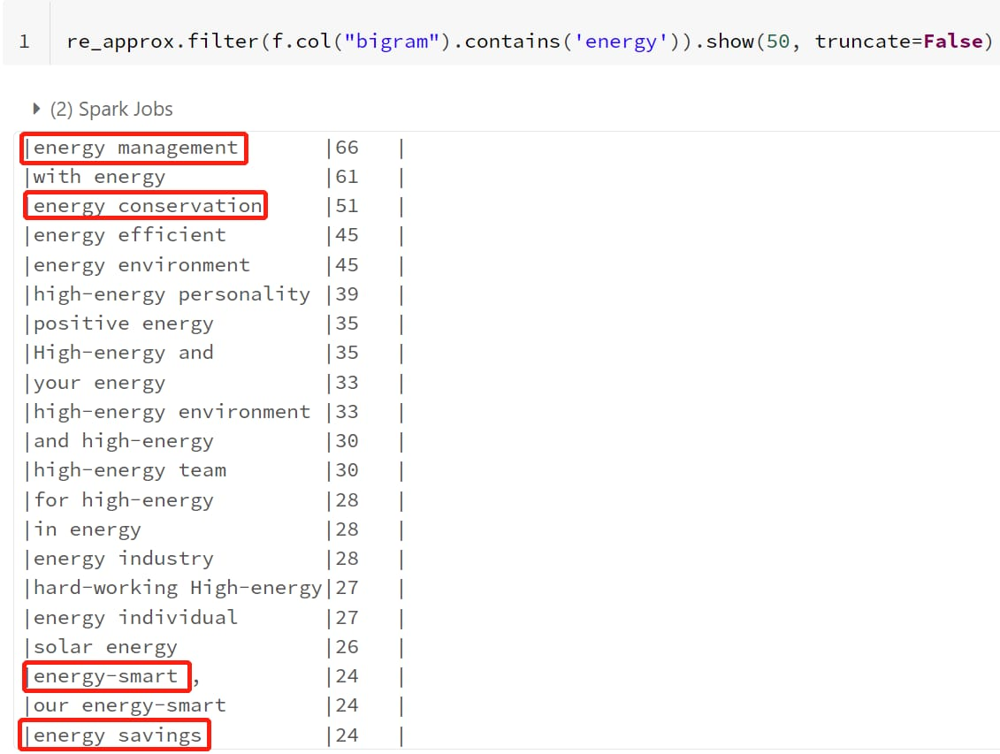 1 re_approx.filter(f.col("bigram").contains('energy')).show(50, truncate=False)
(2) Spark Jobs
|energy management |66 |
|with energy |61 |
|energy conservation |51 |
|energy efficient |45 |
|energy environment |45 |
|high-energy personality |39 |
|positive energy |35 |
|High-energy and |35 |
|your energy |33 |
|high-energy environment |33 |
|and high-energy |30 |
|high-energy team |30 |
|for high-energy |28 |
|in energy |28 |
|energy industry |28 |
|hard-working High-energy|27 |
|energy individual |27 |
|solar energy |26 |
|energy-smart , |24 |
|our energy-smart |24 |
|energy savings |24 |